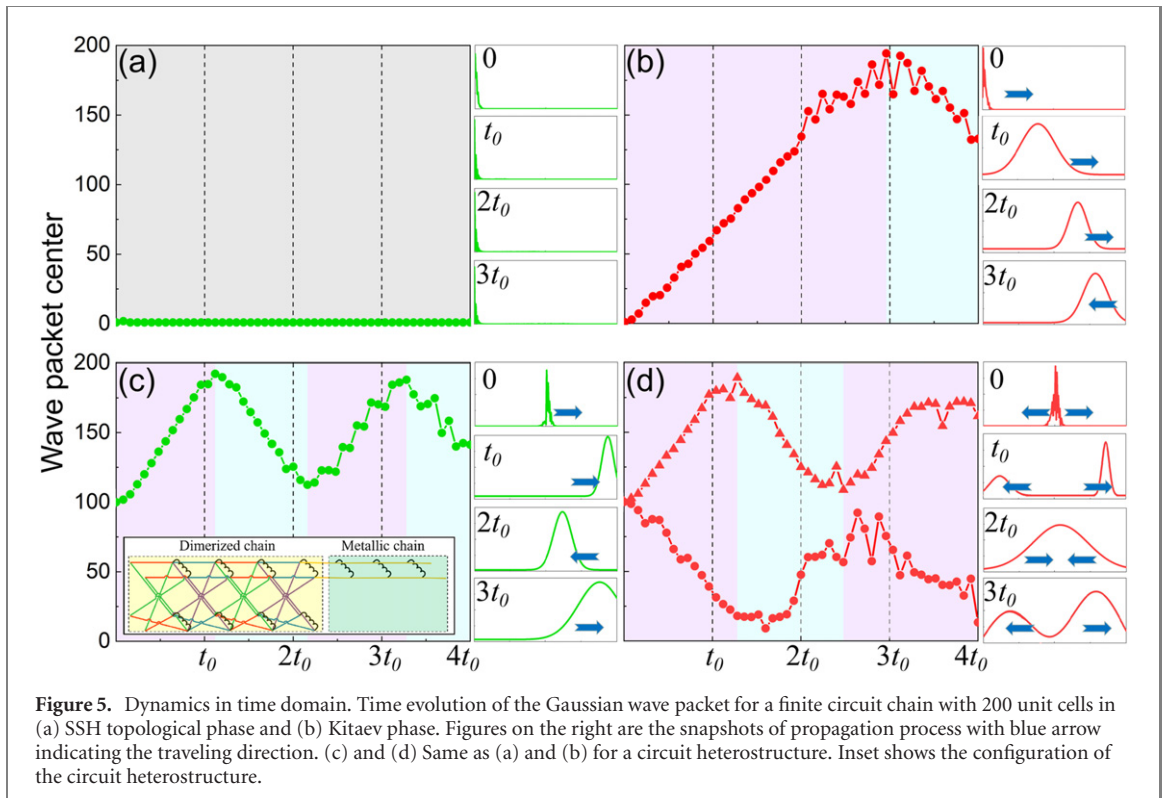 Wave packet center
200
150
100
50
0
(a)
0
t0
2t0
3t0
(b)
0
t0
2t0
3t0
200
150
100
50
0
(c)
Dimerized chain
Metallic chain
t0
2t0
3t0
4t0
0
t0
2t0
3t0
(d)
t0
2t0
3t0
4t0
0
t0
2t0
3t0
Figure 5. Dynamics in time domain. Time evolution of the Gaussian wave packet for a finite circuit chain with 200 unit cells in
(a) SSH topological phase and (b) Kitaev phase. Figures on the right are the snapshots of propagation process with blue arrow
indicating the traveling direction. (c) and (d) Same as (a) and (b) for a circuit heterostructure. Inset shows the configuration of
the circuit heterostructure.